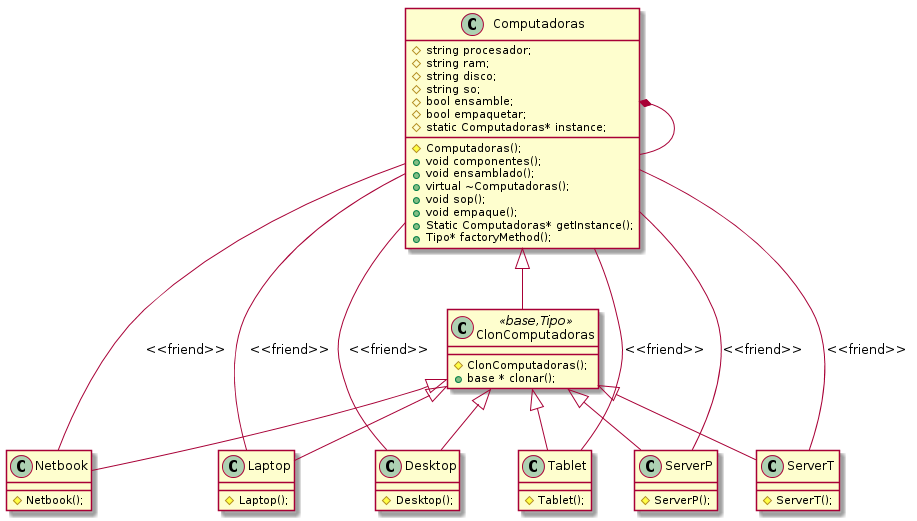 C Computadoras
string procesador;
string ram;
string disco;
string so;
bool ensamble;
bool empaquetar;
static Computadoras* instance;
Computadoras();
void componentes();
void ensamblado();
virtual ~Computadoras();
void sop();
void empaque();
Static Computadoras* getInstance();
Tipo* factoryMethod();
«base,Tipo»
C ClonComputadoras
ClonComputadoras();
base * clonar();
<<friend>> <<friend>> <<friend>> <<friend>> <<friend>> <<friend>>
C Netbook
Netbook();
C Laptop
Laptop();
C Desktop
Desktop();
C Tablet
Tablet();
C ServerP
ServerP();
C ServerT
ServerT();